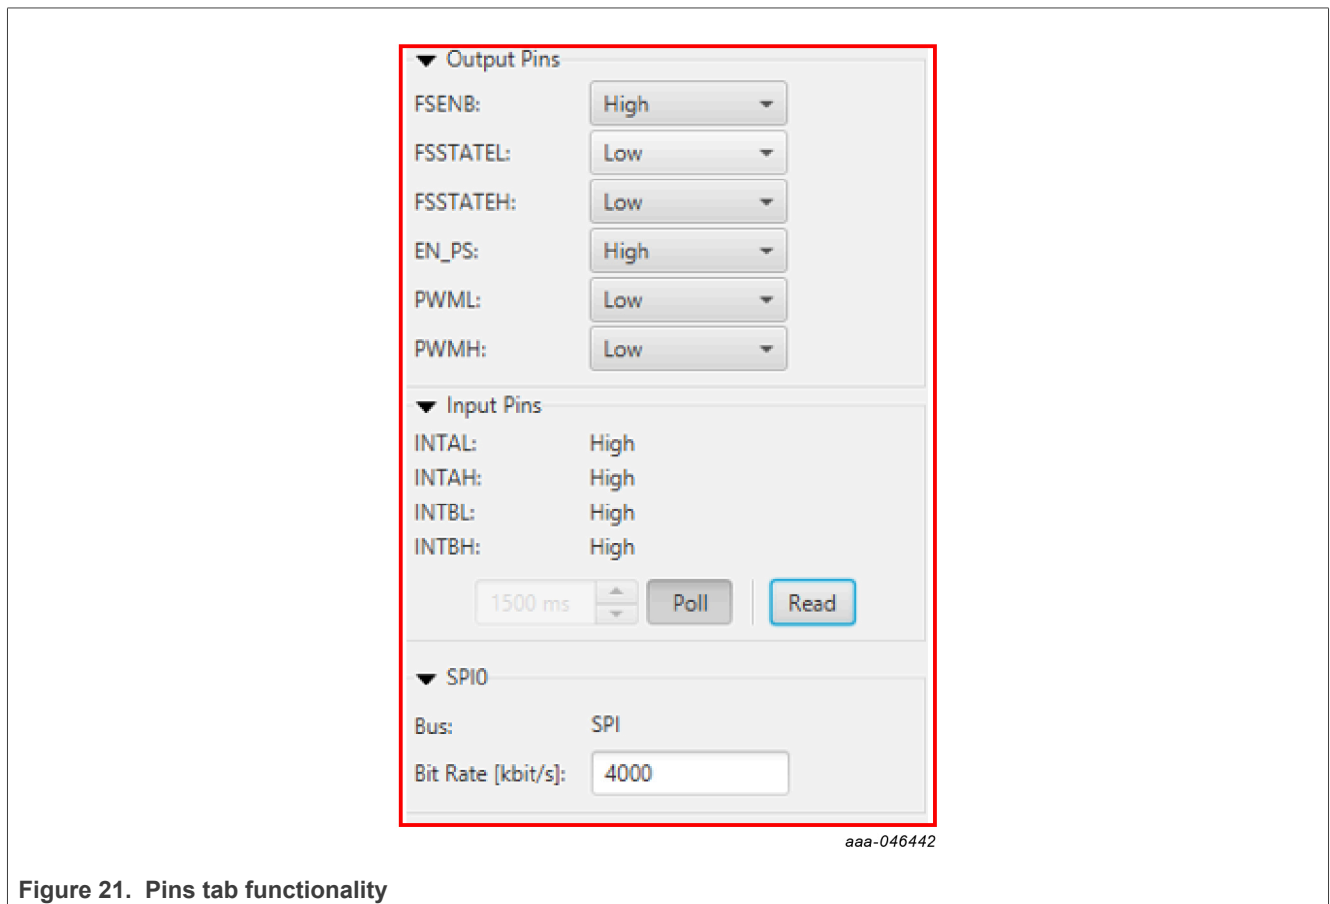 Output Pins
FSENB: High
FSSTATEL: Low
FSSTATEH: Low
EN_PS: High
PWML: Low
PWMH: Low
Input Pins
INTAL: High
INTAH: High
INTBL: High
INTBH: High
1500 ms Poll Read
SPI0
Bus: SPI
Bit Rate [kbit/s]: 4000
aaa-046442
Figure 21. Pins tab functionality